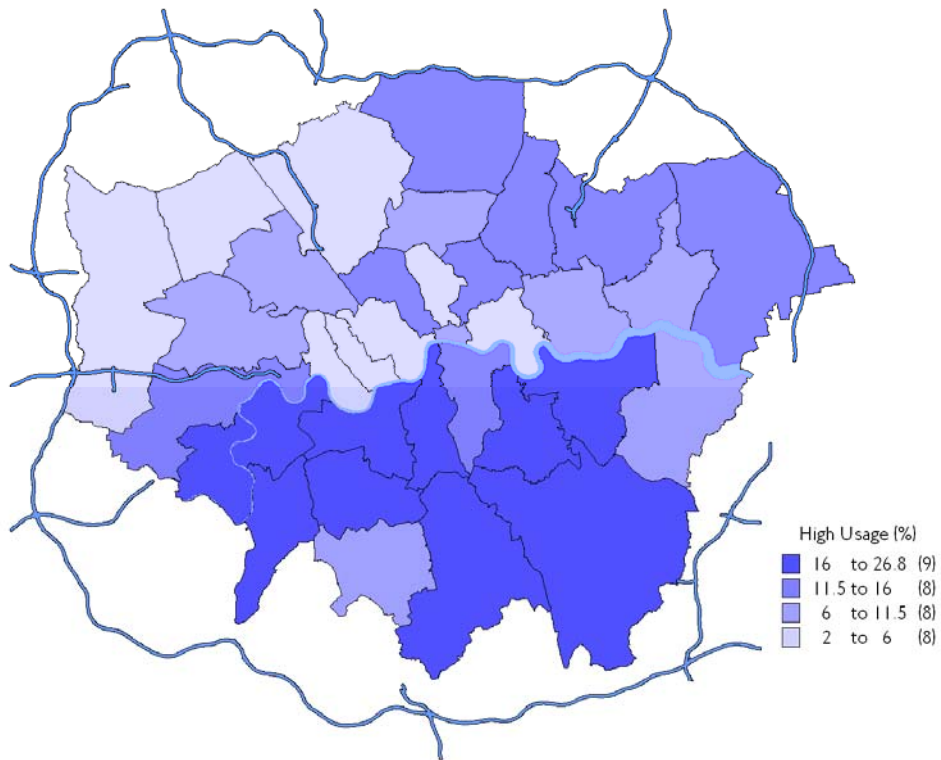 High Usage (%)
16 to 26.8 (9)
11.5 to 16 (8)
6 to 11.5 (8)
2 to 6 (8)